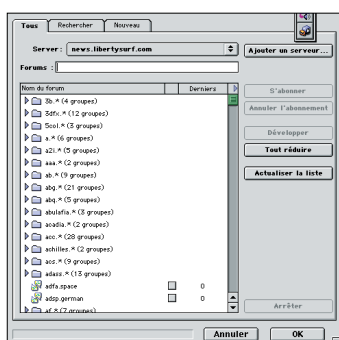 Tous Rechercher Nouveau
Server : news.libertysurf.com Ajouter un serveur...
Forums :
Nom du forum Derniers
3b.* (4 groupes)
3dfx.* (12 groupes)
5col.* (3 groupes)
a.* (6 groupes)
a2i.* (5 groupes)
aaa.* (2 groupes)
ab.* (9 groupes)
abg.* (21 groupes)
abq.* (5 groupes)
abulafia.* (3 groupes)
acadia.* (2 groupes)
acc.* (28 groupes)
achilles.* (2 groupes)
acs.* (9 groupes)
adass.* (13 groupes)
adfa.space 0
adsp.german 0
af.* (7 groupes)
S'abonner
Annuler l'abonnement
Développer
Tout réduire
Actualiser la liste
Arrêter
Annuler OK